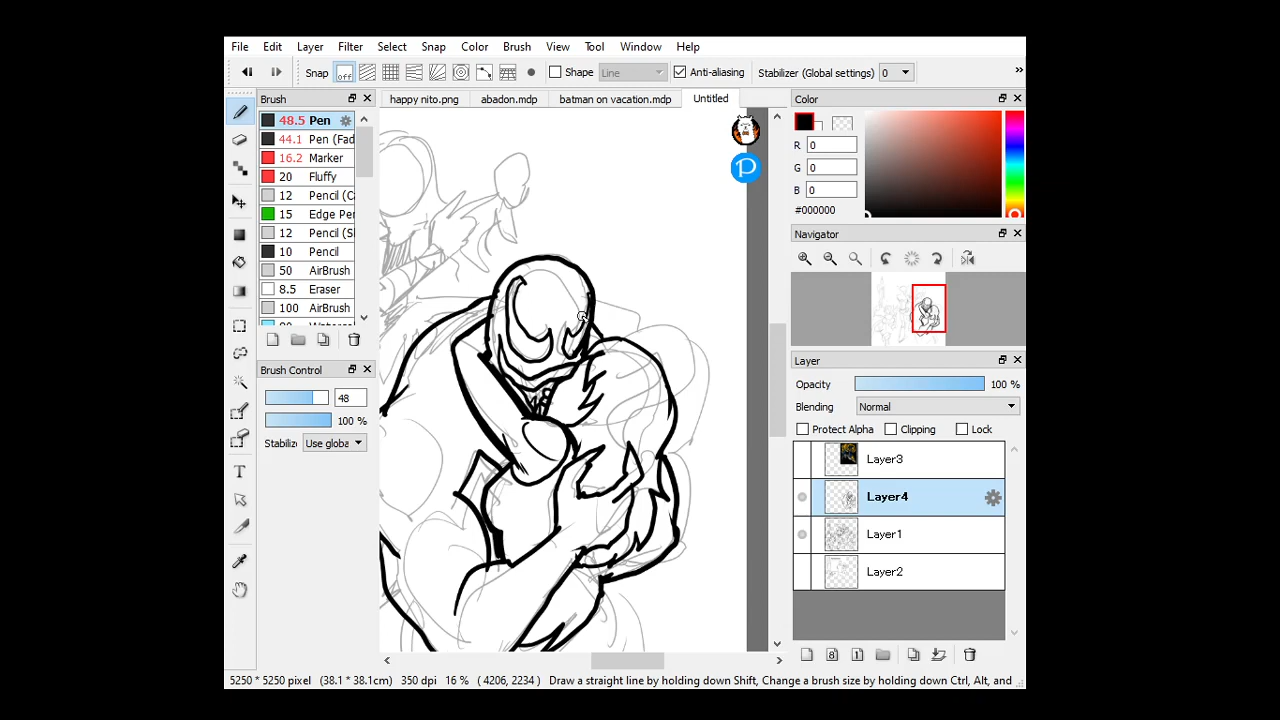 File Edit Layer Filter Select Snap Color Brush View Tool Window Help
Snap off Shape Line Anti-aliasing Stabilizer (Global settings) 0 »
Brush
happy nito.png abadon.mdp batman on vacation.mdp Untitled
Color
48.5 Pen
44.1 Pen (Fad
16.2 Marker
20 Fluffy
12 Pencil (C
15 Edge Pen
12 Pencil (S
10 Pencil
50 AirBrush
8.5 Eraser
100 AirBrush
R 0
G 0
B 0
#000000
Navigator
Brush Control
48
100 %
Stabiliz Use globa
Layer
Opacity 100 %
Blending Normal
Protect Alpha Clipping Lock
Layer3
Layer4
Layer1
Layer2
5250 * 5250 pixel (38.1 * 38.1cm) 350 dpi 16 % ( 4206, 2234 ) Draw a straight line by holding down Shift, Change a brush size by holding down Ctrl, Alt, and